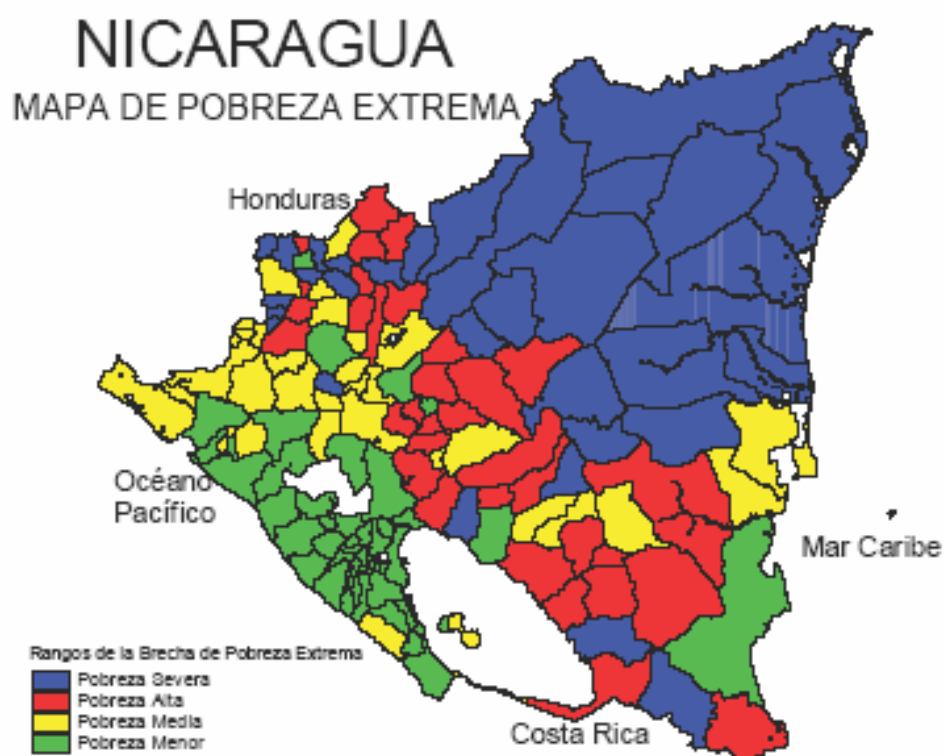 NICARAGUA
MAPA DE POBREZA EXTREMA
Honduras
Océano
Pacífico
Mar Caribe
Costa Rica
Rangos de la Brecha de Pobreza Extrema
Pobreza Severa
Pobreza Alta
Pobreza Media
Pobreza Menor